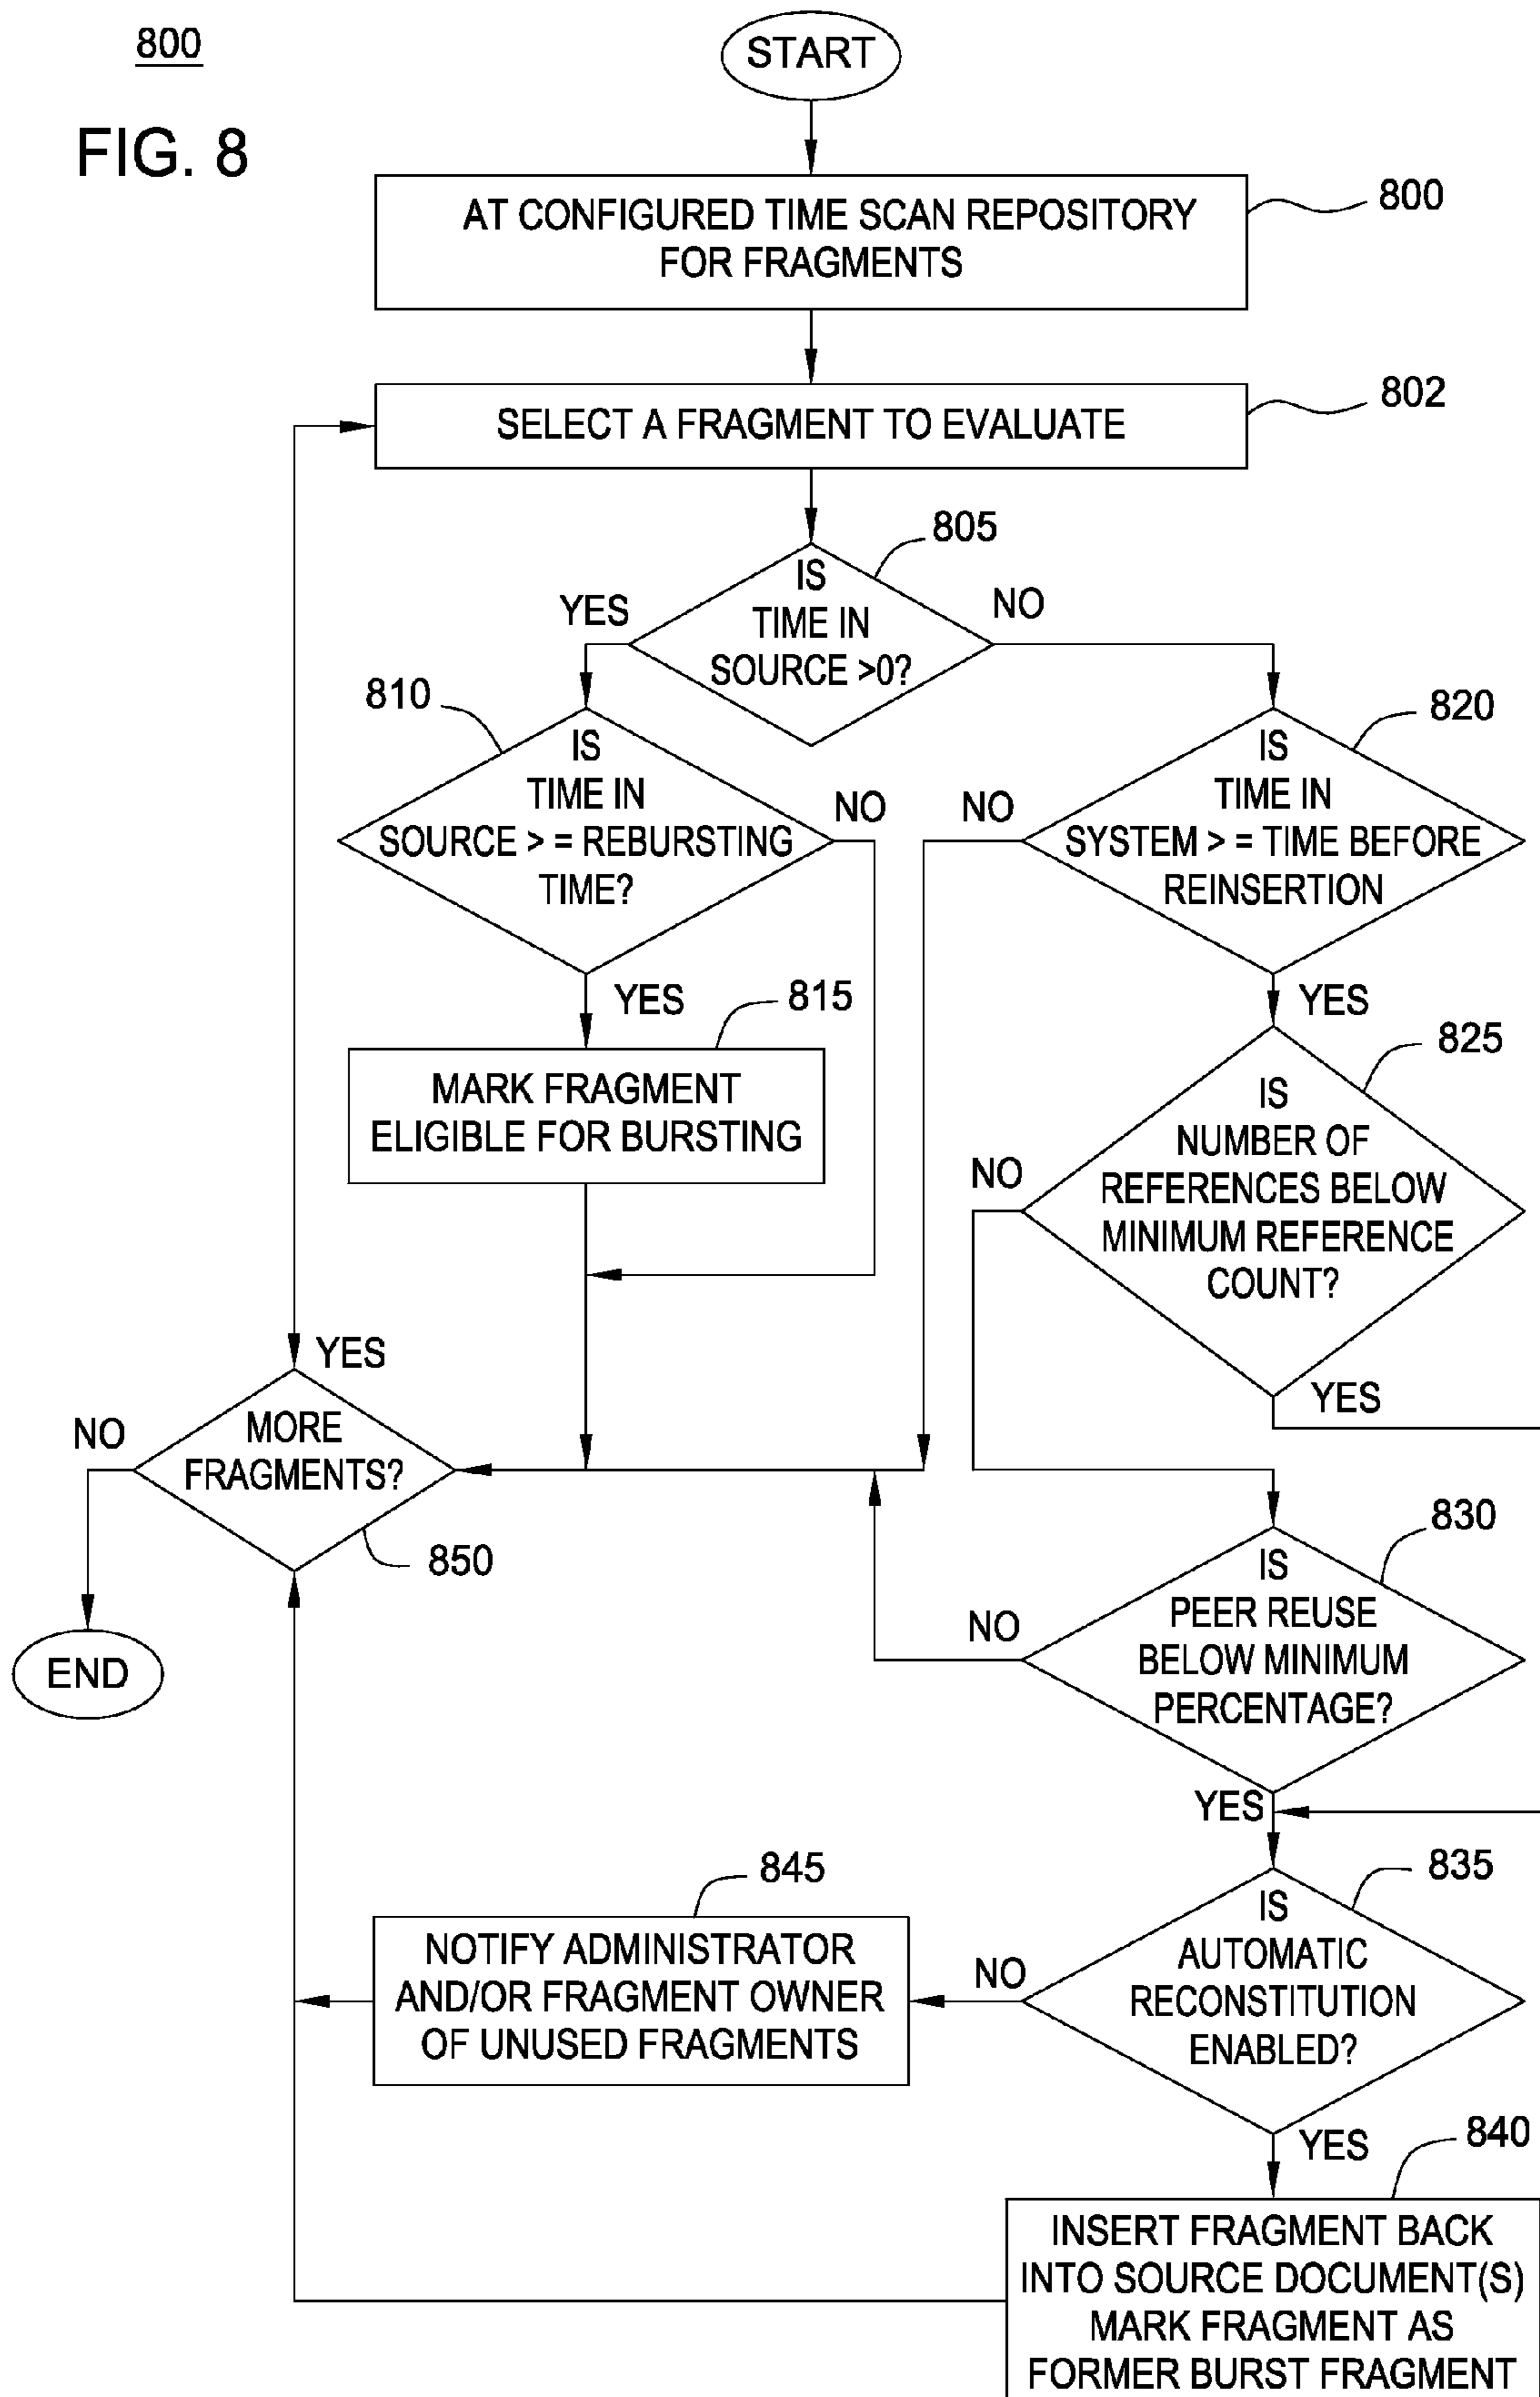 800
FIG. 8
START
AT CONFIGURED TIME SCAN REPOSITORY
FOR FRAGMENTS
800
SELECT A FRAGMENT TO EVALUATE
802
IS
TIME IN
SOURCE >0?
805
YES
NO
810
IS
TIME IN
SOURCE > = REBURSTING
TIME?
NO
YES
820
IS
TIME IN
SYSTEM > = TIME BEFORE
REINSERTION
NO
YES
815
MARK FRAGMENT
ELIGIBLE FOR BURSTING
825
IS
NUMBER OF
REFERENCES BELOW
MINIMUM REFERENCE
COUNT?
NO
YES
YES
MORE
FRAGMENTS?
NO
850
END
830
IS
PEER REUSE
BELOW MINIMUM
PERCENTAGE?
NO
YES
835
IS
AUTOMATIC
RECONSTITUTION
ENABLED?
NO
YES
845
NOTIFY ADMINISTRATOR
AND/OR FRAGMENT OWNER
OF UNUSED FRAGMENTS
840
INSERT FRAGMENT BACK
INTO SOURCE DOCUMENT(S)
MARK FRAGMENT AS
FORMER BURST FRAGMENT